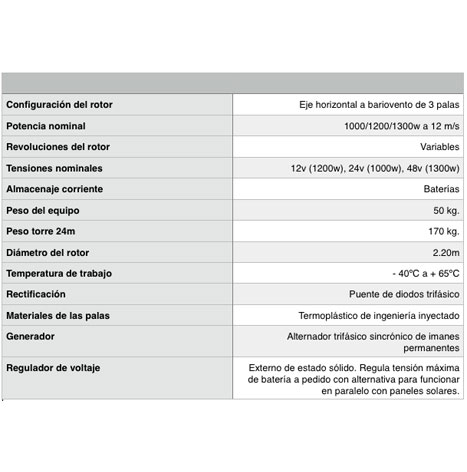 Configuración del rotor Eje horizontal a bariovento de 3 palas
Potencia nominal 1000/1200/1300w a 12 m/s
Revoluciones del rotor Variables
Tensiones nominales 12v (1200w), 24v (1000w), 48v (1300w)
Almacenaje corriente Baterias
Peso del equipo 50 kg.
Peso torre 24m 170 kg.
Diámetro del rotor 2.20m
Temperatura de trabajo - 40ºC a + 65ºC
Rectificación Puente de diodos trifásico
Materiales de las palas Termoplástico de ingeniería inyectado
Generador Alternador trifásico sincrónico de imanes
permanentes
Regulador de voltaje Externo de estado sólido. Regula tensión máxima
de batería a pedido con alternativa para funcionar
en paralelo con paneles solares.